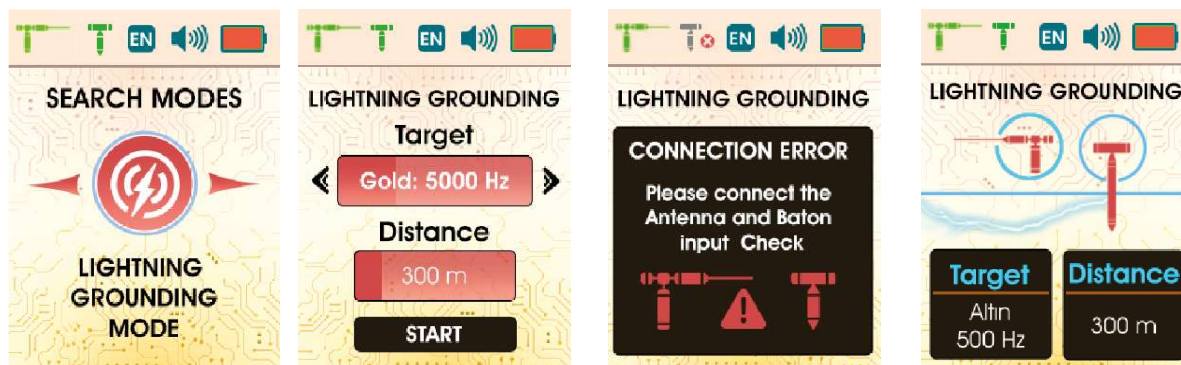 EN
SEARCH MODES
LIGHTNING
GROUNDING
MODE
EN
LIGHTNING GROUNDING
Target
Gold: 5000 Hz
Distance
300 m
START
EN
LIGHTNING GROUNDING
CONNECTION ERROR
Please connect the
Antenna and Baton
input Check
EN
LIGHTNING GROUNDING
Target
Altın
500 Hz
Distance
300 m